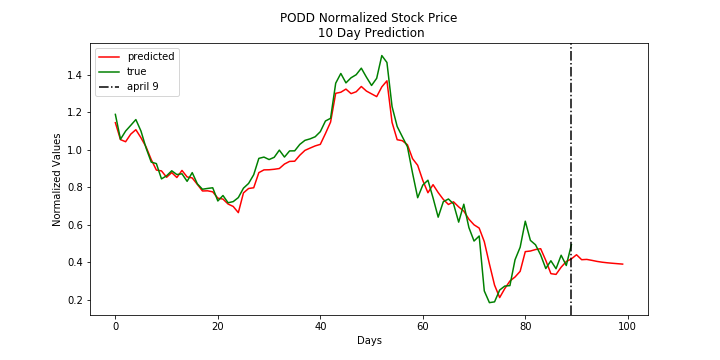 PODD Normalized Stock Price
10 Day Prediction
predicted
true
april 9
Normalized Values
1.4
1.2
1.0
0.8
0.6
0.4
0.2
0
20
40
60
80
100
Days